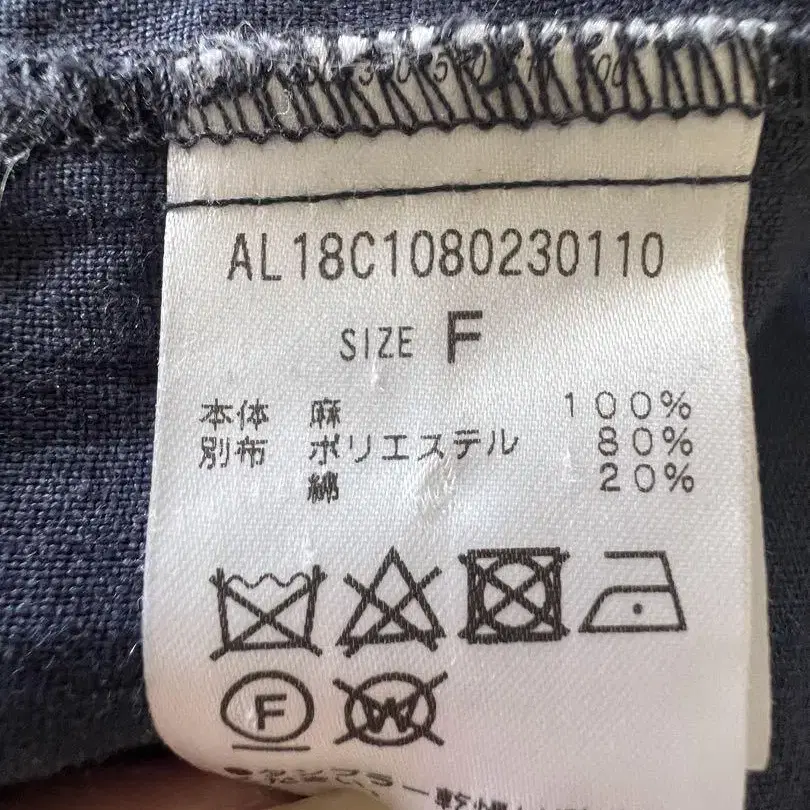 AL18C1080230110
SIZE F
本体 麻 100%
別布 ポリエステル 80%
綿 20%
F W